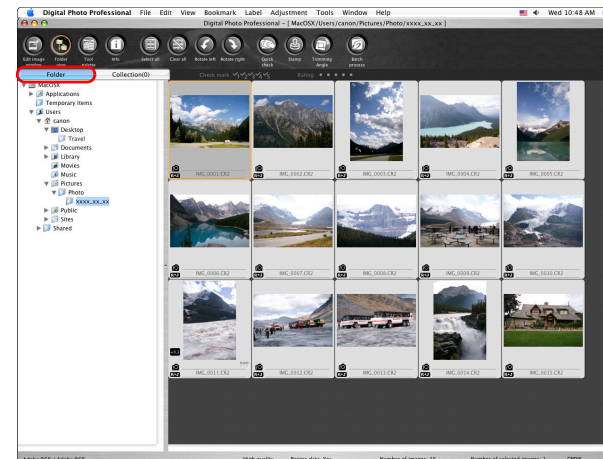 Digital Photo Professional File Edit View Bookmark Label Adjustment Tools Window Help Wed 10:48 AM
Digital Photo Professional – [ MacOSX/Users/canon/Pictures/Photo/xxxx_xx_xx ]
Edit image window Folder view Tool palette Info Select all Clear all Rotate left Rotate right Quick check Stamp Trimming Angle Batch process
Folder Collection(0) Check mark Rating
MacOSX
Applications
Temporary Items
Users
canon
Desktop
Travel
Documents
Library
Movies
Music
Pictures
Photo
xxxx_xx_xx
Public
Sites
Shared
IMG_0001.CR2 IMG_0002.CR2 IMG_0003.CR2 IMG_0004.CR2 IMG_0005.CR2
IMG_0006.CR2 IMG_0007.CR2 IMG_0008.CR2 IMG_0009.CR2 IMG_0010.CR2
IMG_0011.CR2 IMG_0012.CR2 IMG_0013.CR2 IMG_0014.CR2 IMG_0015.CR2